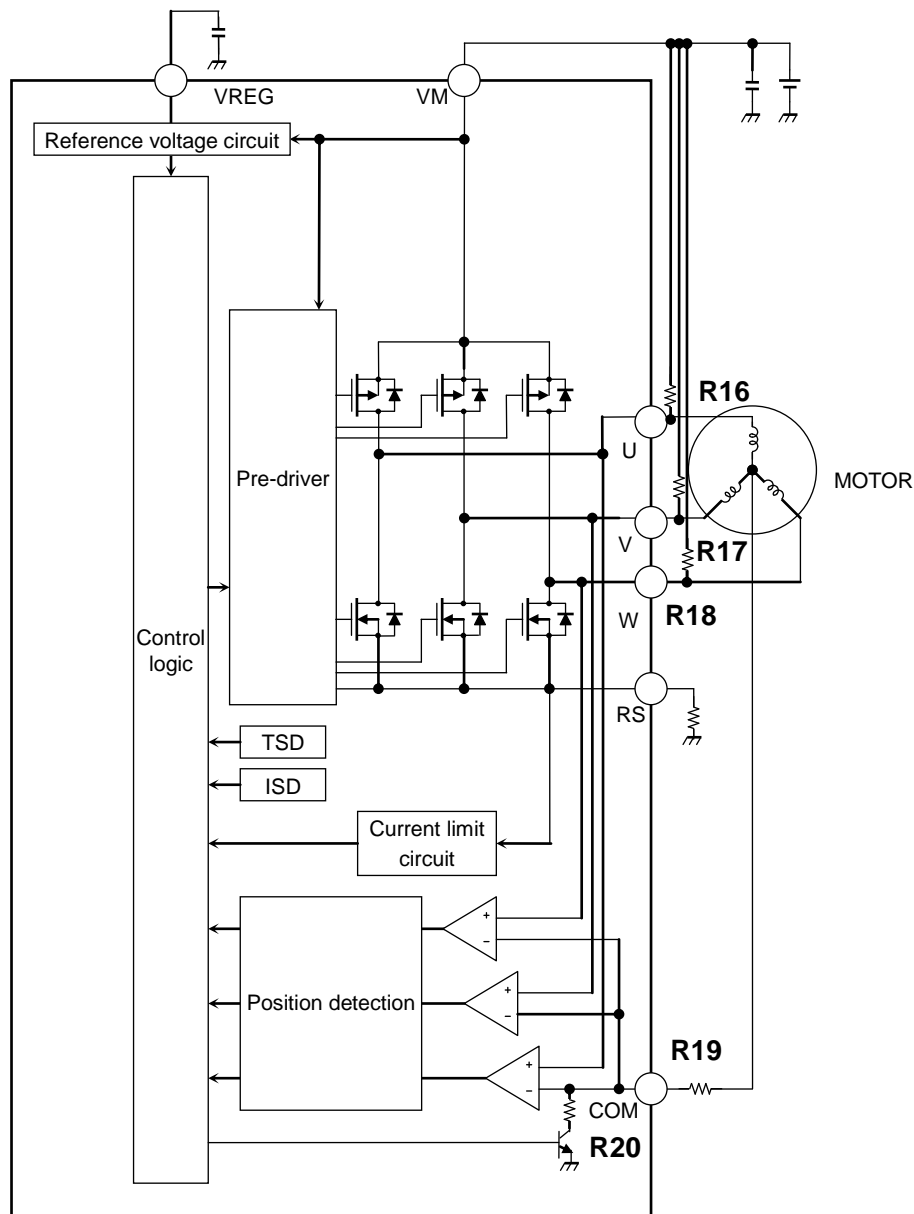 VREG
VM
Reference voltage circuit
R16
U
Pre-driver
MOTOR
V
R17
W
R18
Control
logic
RS
TSD
ISD
Current limit
circuit
+
−
+
−
Position detection
R19
+
−
COM
R20